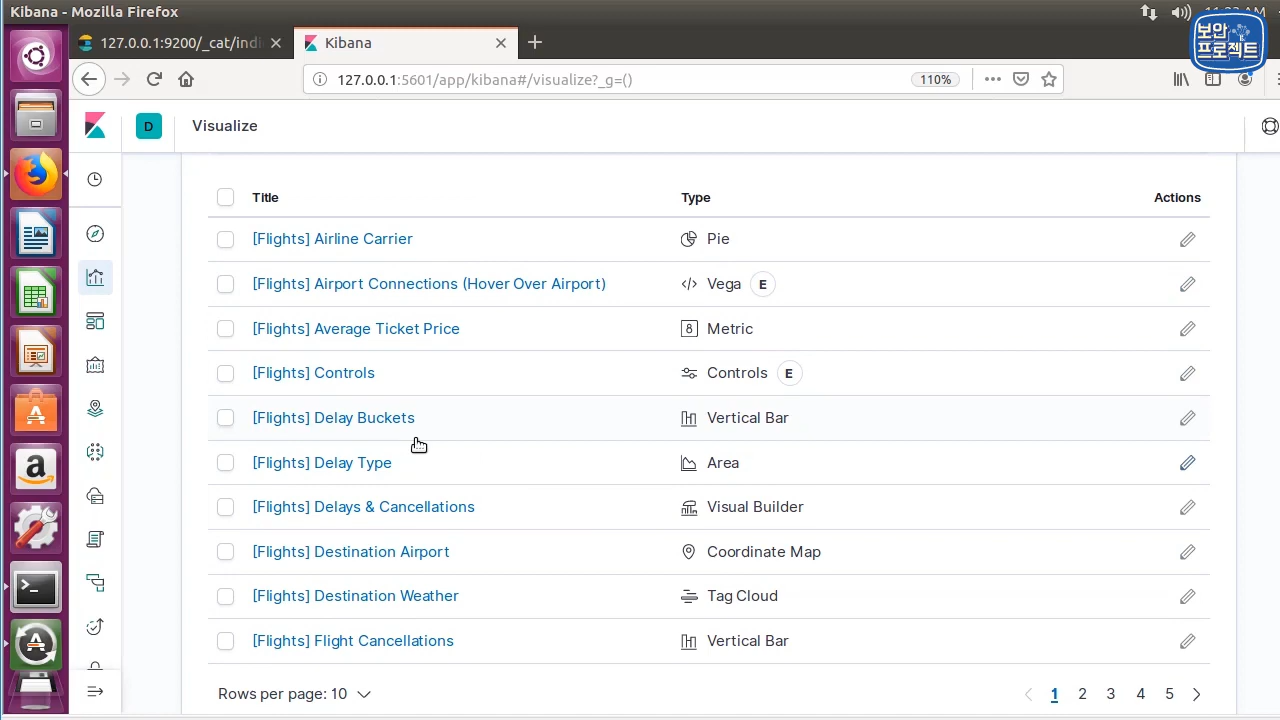 Kibana - Mozilla Firefox
보안
프로젝트
127.0.0.1:9200/_cat/indi
Kibana
127.0.0.1:5601/app/kibana#/visualize?_g=()
110%
D
Visualize
Title Type Actions
[Flights] Airline Carrier Pie
[Flights] Airport Connections (Hover Over Airport) Vega E
[Flights] Average Ticket Price 8 Metric
[Flights] Controls Controls E
[Flights] Delay Buckets Vertical Bar
[Flights] Delay Type Area
[Flights] Delays & Cancellations Visual Builder
[Flights] Destination Airport Coordinate Map
[Flights] Destination Weather Tag Cloud
[Flights] Flight Cancellations Vertical Bar
Rows per page: 10 1 2 3 4 5